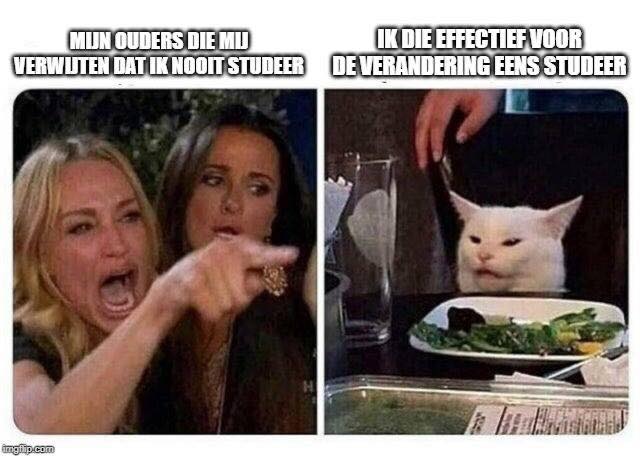 MIJN OUDERS DIE MIJ
VERWIJTEN DAT IK NOOIT STUDEER
IK DIE EFFECTIEF VOOR
DE VERANDERING EENS STUDEER
imgflip.com